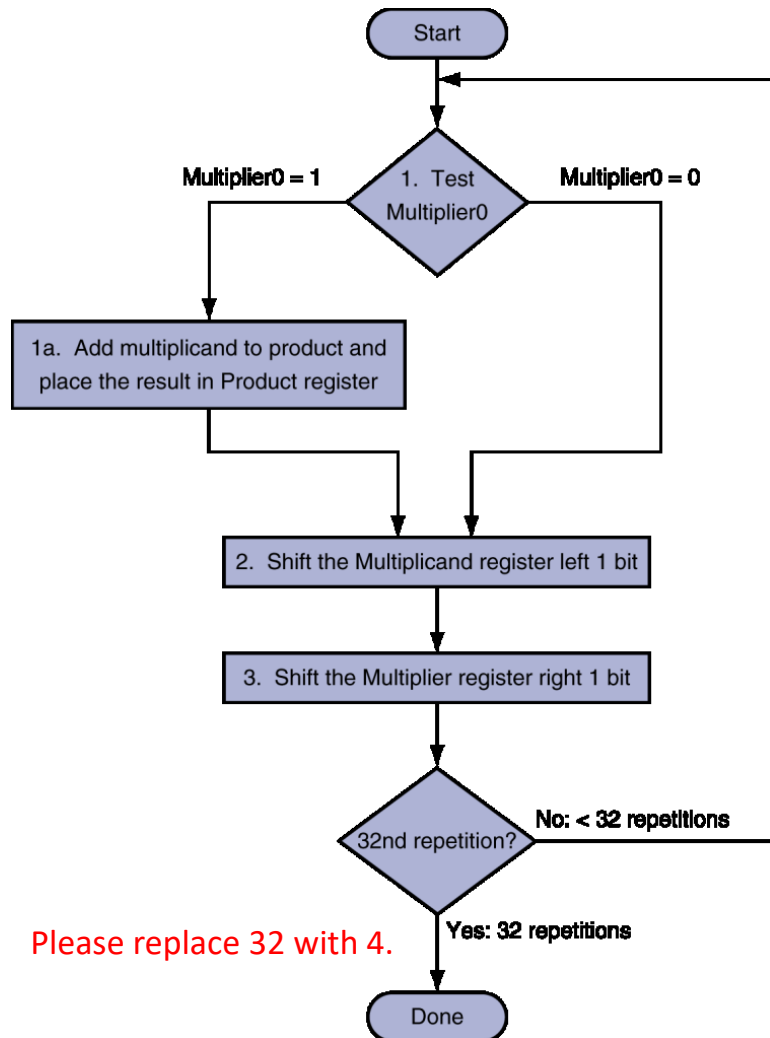 Start
Multiplier0 = 1
1. Test
Multiplier0
Multiplier0 = 0
1a. Add multiplicand to product and
place the result in Product register
2. Shift the Multiplicand register left 1 bit
3. Shift the Multiplier register right 1 bit
32nd repetition?
No: < 32 repetitions
Please replace 32 with 4.
Yes: 32 repetitions
Done